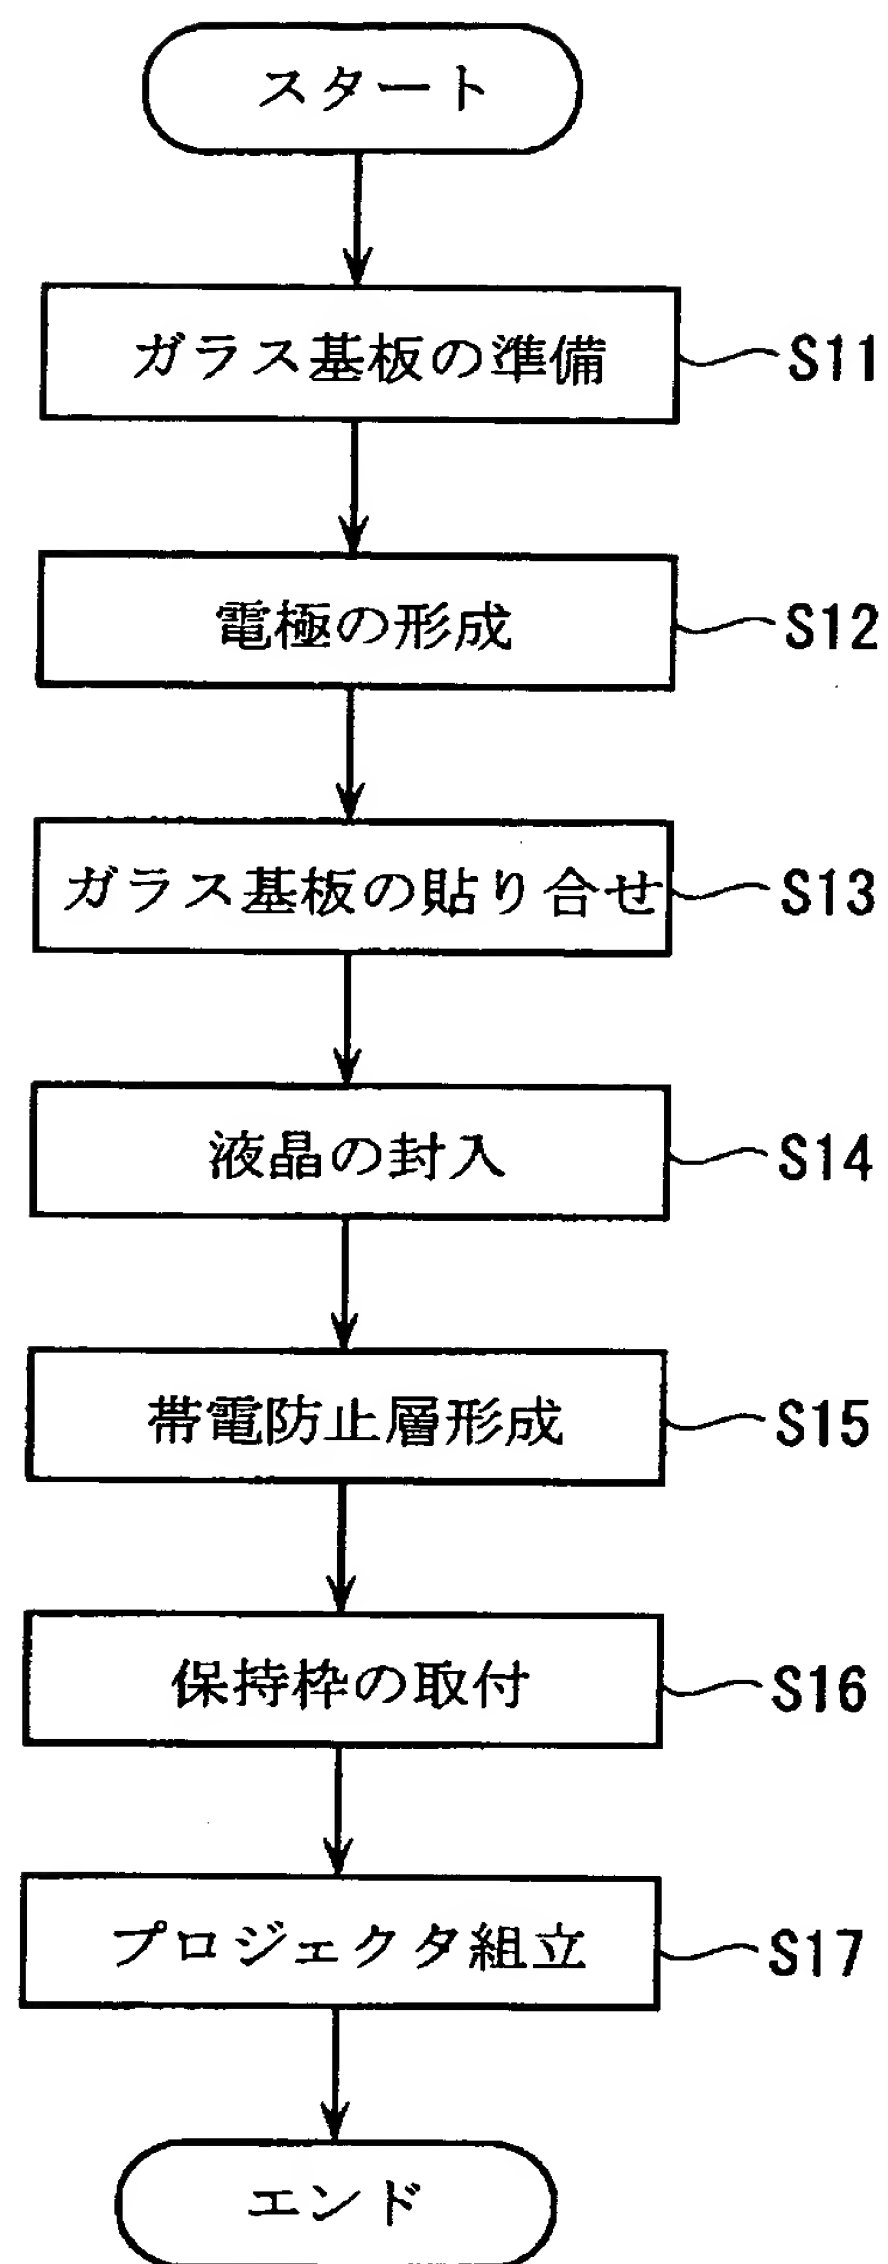 スタート
ガラス基板の準備 S11
電極の形成 S12
ガラス基板の貼り合せ S13
液晶の封入 S14
帯電防止層形成 S15
保持枠の取付 S16
プロジェクタ組立 S17
エンド